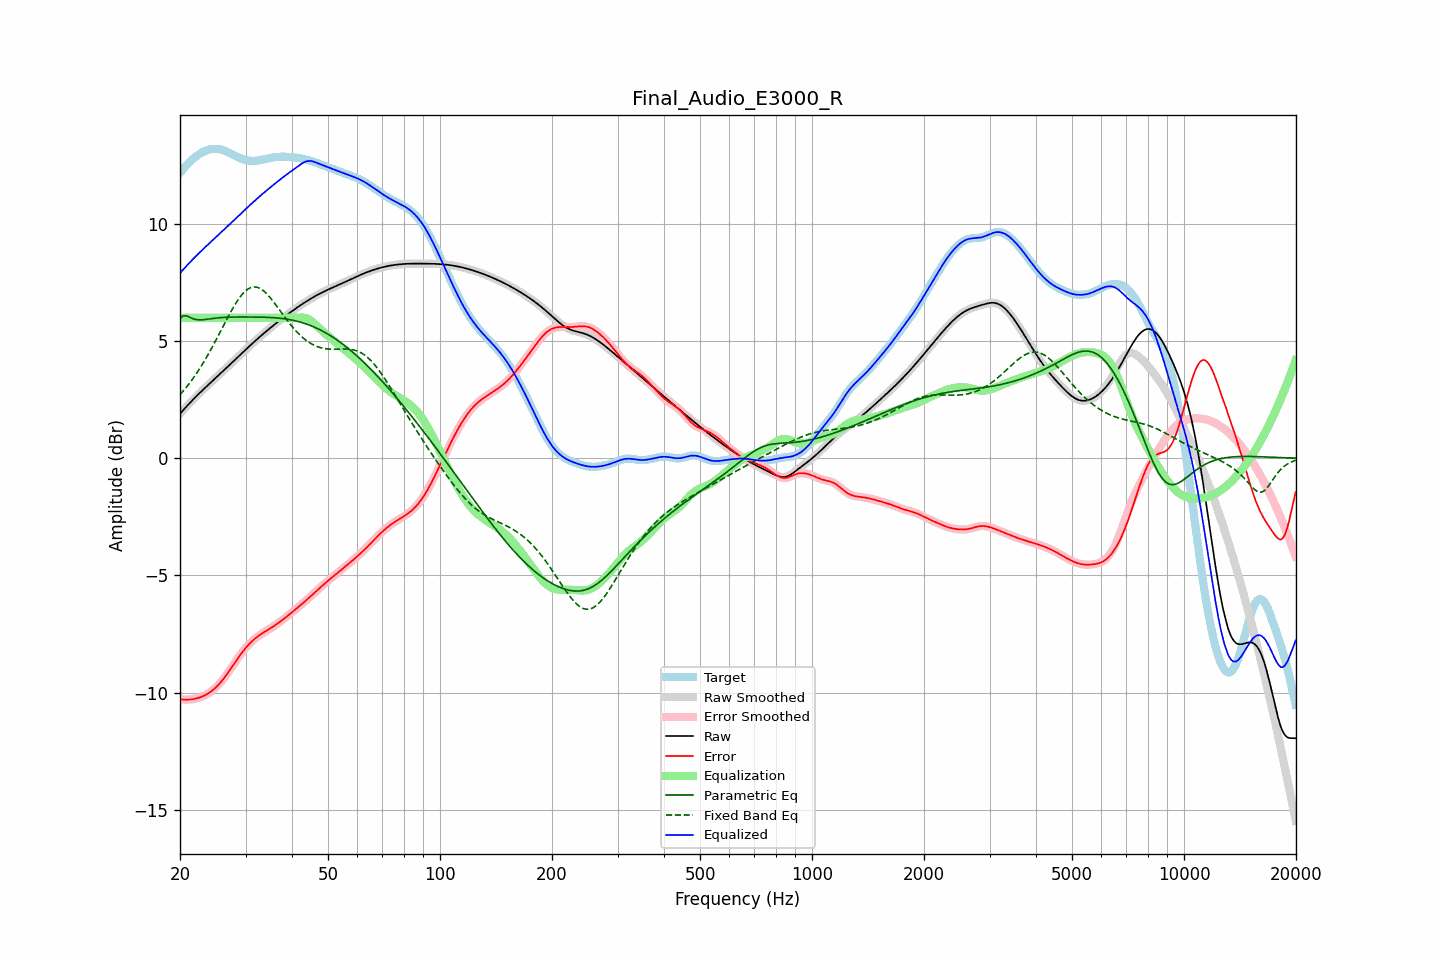 Final_Audio_E3000_R
Amplitude (dBr)
10
5
0
−5
−10
−15
Target
Raw Smoothed
Error Smoothed
Raw
Error
Equalization
Parametric Eq
Fixed Band Eq
Equalized
20 50 100 200 500 1000 2000 5000 10000 20000
Frequency (Hz)